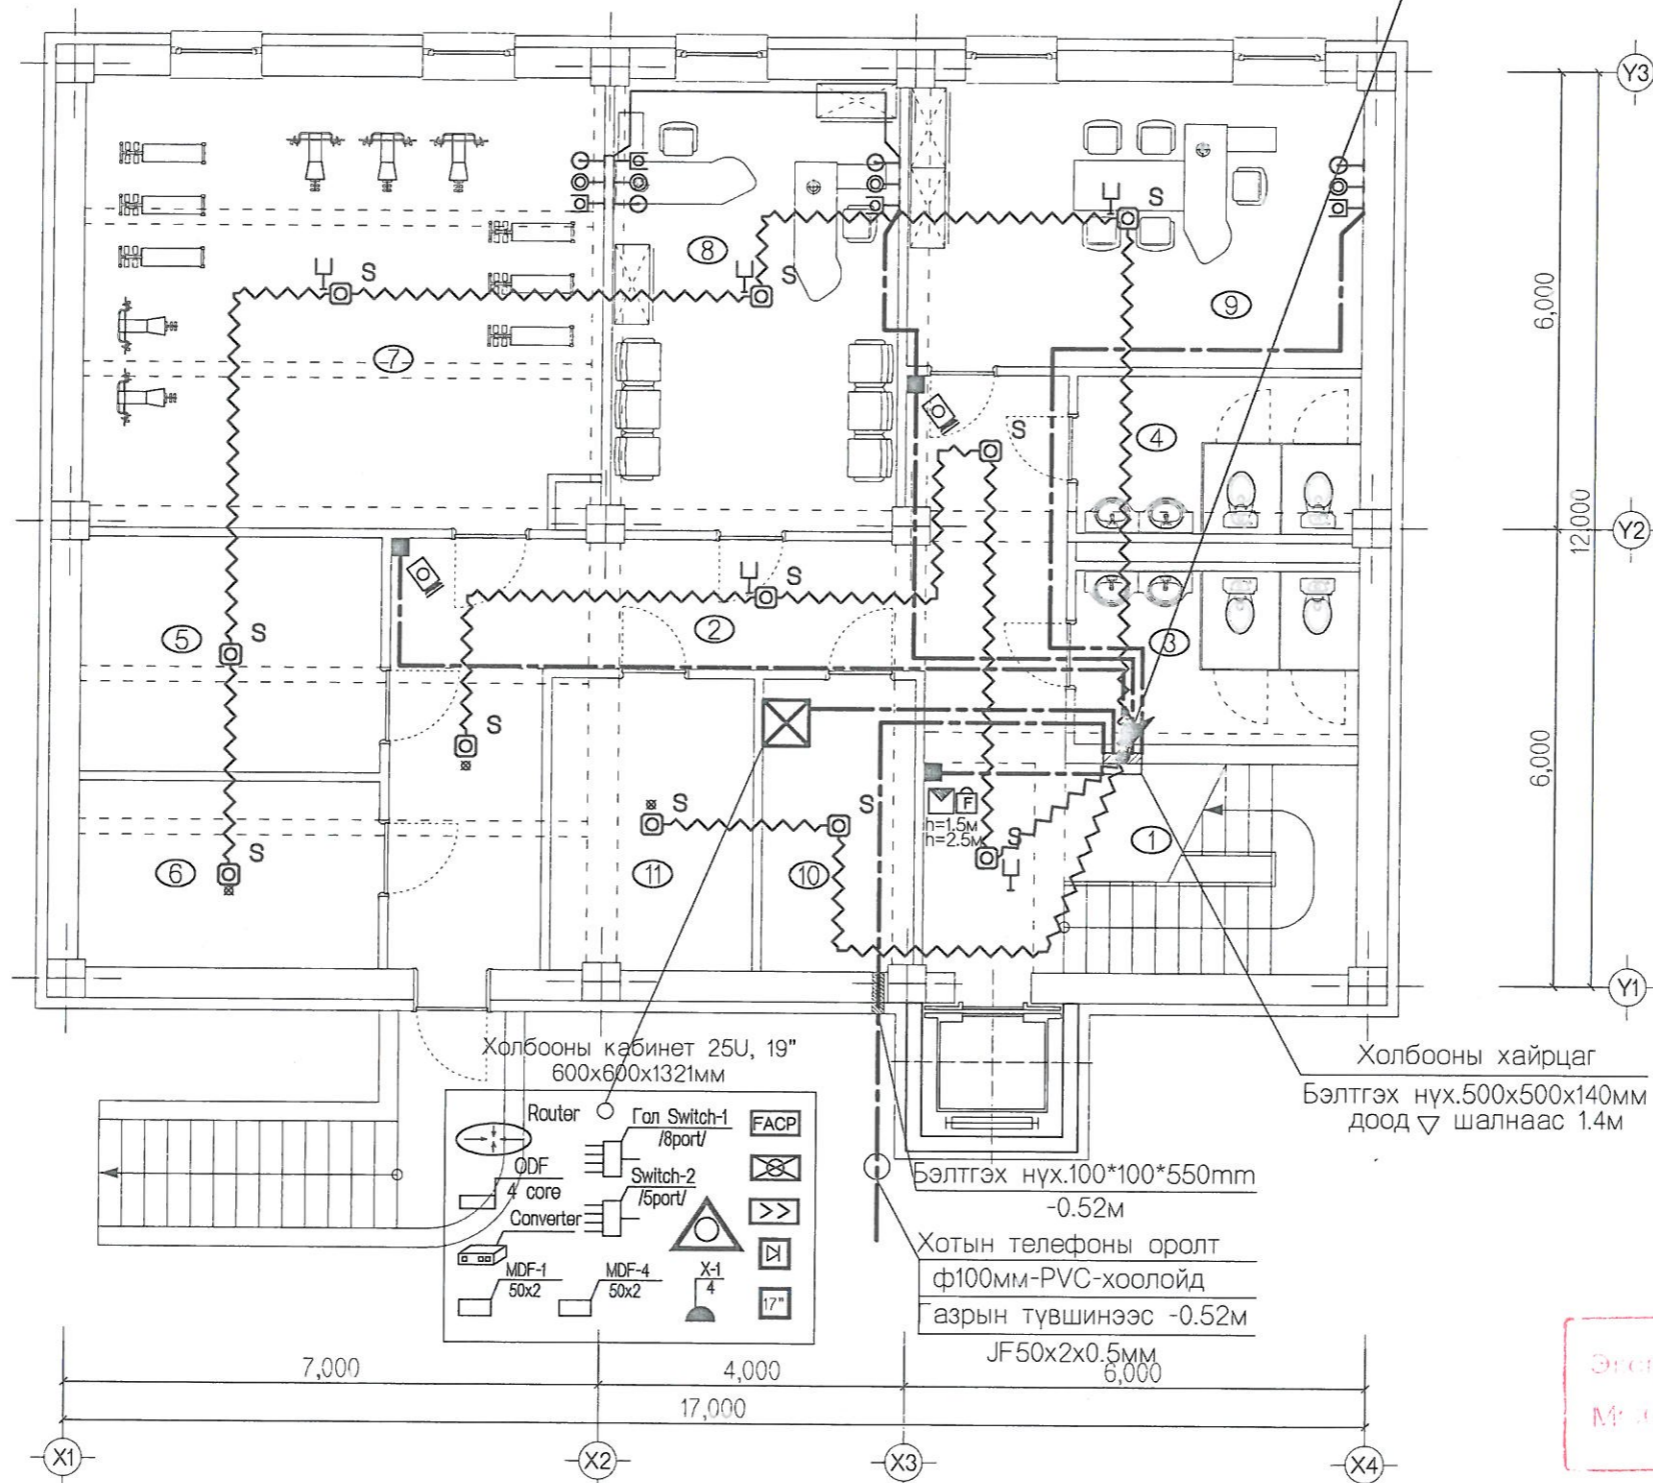 Y3
S
S
S
8
9
6,000
7
S
4
12,000
Y2
S
2
5
S
3
S
6,000
S
S
h=1.5м
h=2.5м
F
S
1
6
S
11
10
Y1
Холбооны кабинет 25U, 19"
600x600x1321мм
Router
Гол Switch-1
/8port/
FACP
ODF
4 core
Switch-2
/5port/
Converter
>>
MDF-1
50x2
MDF-4
50x2
X-1
4
17"
Холбооны хайрцаг
Бэлтгэх нүх.500x500x140мм
доод шалнаас 1.4м
Бэлтгэх нүх.100*100*550mm
-0.52м
Хотын телефоны оролт
ф100мм-PVC-хоолойд
Газрын түвшинээс -0.52м
JF50x2x0.5мм
7,000
4,000
6,000
17,000
X1
X2
X3
X4